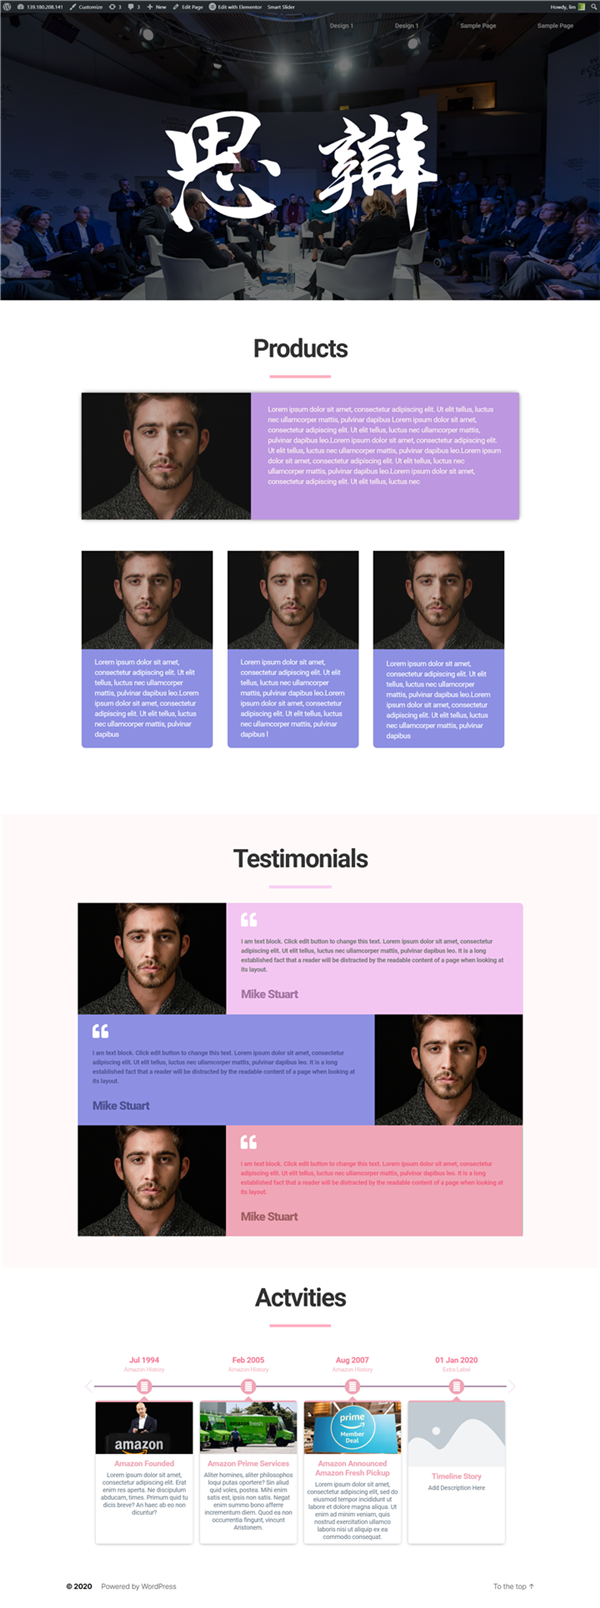 139.180.208.141 Customize 3 3 New Edit Page Edit with Elementor Smart Slider Howdy, lim
Design 1 Design 1 Sample Page Sample Page
思 辯
Products
Lorem ipsum dolor sit amet, consectetur adipiscing elit. Ut elit tellus, luctus
nec ullamcorper mattis, pulvinar dapibus Lorem ipsum dolor sit amet,
consectetur adipiscing elit. Ut elit tellus, luctus nec ullamcorper mattis,
pulvinar dapibus leo.Lorem ipsum dolor sit amet, consectetur adipiscing elit.
Ut elit tellus, luctus nec ullamcorper mattis, pulvinar dapibus leo.Lorem ipsum
dolor sit amet, consectetur adipiscing elit. Ut elit tellus, luctus nec
ullamcorper mattis, pulvinar dapibus leo.Lorem ipsum dolor sit amet,
consectetur adipiscing elit. Ut elit tellus, luctus nec
Lorem ipsum dolor sit amet,
consectetur adipiscing elit. Ut elit
tellus, luctus nec ullamcorper
mattis, pulvinar dapibus leo.Lorem
ipsum dolor sit amet, consectetur
adipiscing elit. Ut elit tellus, luctus
nec ullamcorper mattis, pulvinar
dapibus
Lorem ipsum dolor sit amet,
consectetur adipiscing elit. Ut elit
tellus, luctus nec ullamcorper
mattis, pulvinar dapibus leo.Lorem
ipsum dolor sit amet, consectetur
adipiscing elit. Ut elit tellus, luctus
nec ullamcorper mattis, pulvinar
dapibus l
Lorem ipsum dolor sit amet,
consectetur adipiscing elit. Ut elit
tellus, luctus nec ullamcorper
mattis, pulvinar dapibus leo.Lorem
ipsum dolor sit amet, consectetur
adipiscing elit. Ut elit tellus, luctus
nec ullamcorper mattis, pulvinar
dapibus
Testimonials
I am text block. Click edit button to change this text. Lorem ipsum dolor sit amet, consectetur
adipiscing elit. Ut elit tellus, luctus nec ullamcorper mattis, pulvinar dapibus leo. It is a long
established fact that a reader will be distracted by the readable content of a page when looking at
its layout.
Mike Stuart
I am text block. Click edit button to change this text. Lorem ipsum dolor sit amet, consectetur
adipiscing elit. Ut elit tellus, luctus nec ullamcorper mattis, pulvinar dapibus leo. It is a long
established fact that a reader will be distracted by the readable content of a page when looking at
its layout.
Mike Stuart
I am text block. Click edit button to change this text. Lorem ipsum dolor sit amet, consectetur
adipiscing elit. Ut elit tellus, luctus nec ullamcorper mattis, pulvinar dapibus leo. It is a long
established fact that a reader will be distracted by the readable content of a page when looking at
its layout.
Mike Stuart
Actvities
Jul 1994
Amazon History
Feb 2005
Amazon History
Aug 2007
Amazon History
01 Jan 2020
Extra Label
amazon
Amazon Founded
Lorem ipsum dolor sit amet,
consectetur adipiscing elit. Erat
enim res aperta. Ne discipulum
abducam, times. Primum quid tu
dicis breve? An haec ab eo non
dicuntur?
Amazon Prime Services
Aliter homines, aliter philosophos
loqui putas oportere? Sin aliud
quid voles, postea. Mihi enim
satis est, ipsis non satis. Negat
enim summo bono afferre
incrementum diem. Quod ea non
occurrentia fingunt, vincunt
Aristonem.
prime
Member
Deal
Amazon Announced
Amazon Fresh Pickup
Lorem ipsum dolor sit amet,
consectetur adipiscing elit, sed do
eiusmod tempor incididunt ut
labore et dolore magna aliqua. Ut
enim ad minim veniam, quis
nostrud exercitation ullamco
laboris nisi ut aliquip ex ea
commodo consequat.
Timeline Story
Add Description Here
© 2020 Powered by WordPress To the top ↑